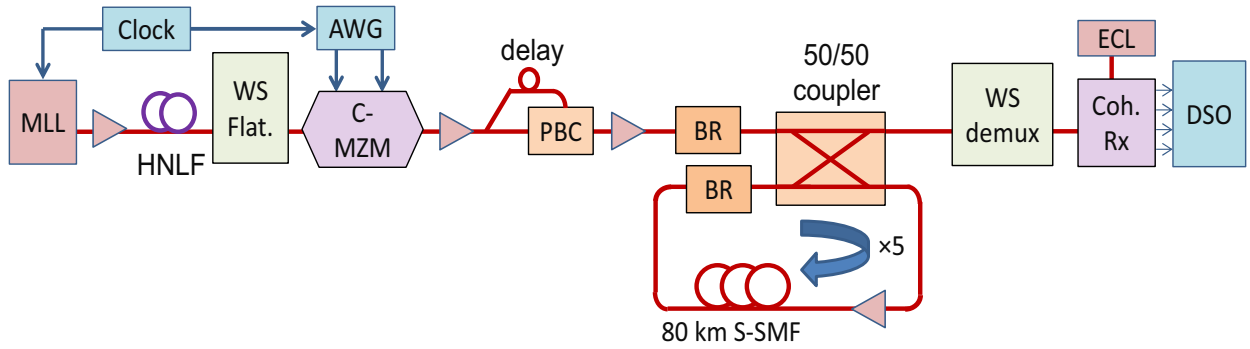 Clock
AWG
MLL
HNLF
WS
Flat.
C-
MZM
delay
PBC
BR
50/50
coupler
BR
×5
80 km S-SMF
WS
demux
ECL
Coh.
Rx
DSO